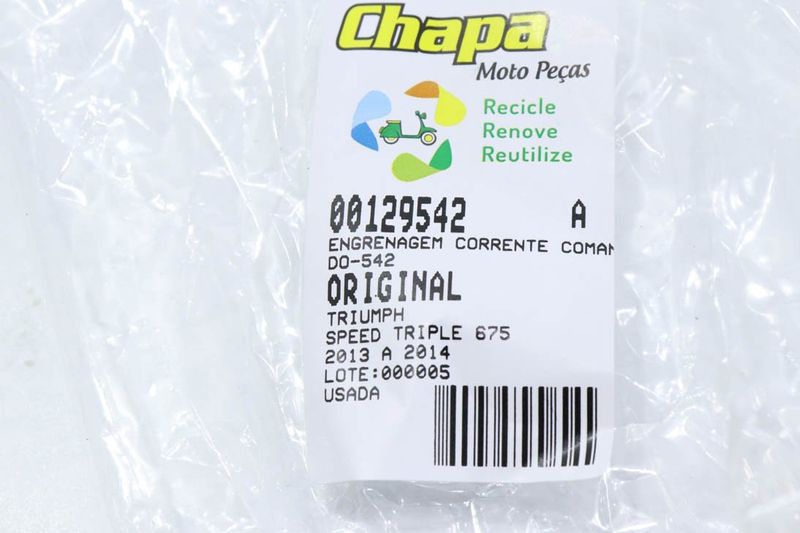 Chapa
Moto Peças
Recicle
Renove
Reutilize
00129542 A
ENGRENAGEM CORRENTE COMAN
DO-542
ORIGINAL
TRIUMPH
SPEED TRIPLE 675
2013 A 2014
LOTE:000005
USADA